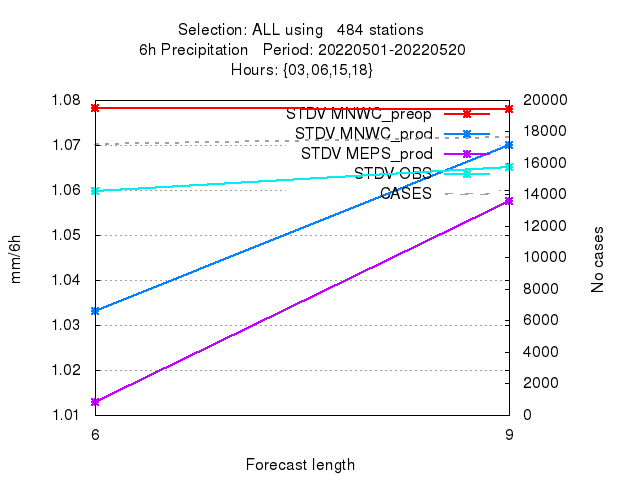 Selection: ALL using   484 stations
6h Precipitation   Period: 20220501-20220520
Hours: {03,06,15,18}
1.08
1.07
1.06
1.05
1.04
1.03
1.02
1.01
mm/6h
STDV MNWC_preop
STDV MNWC_prod
STDV MEPS_prod
STDV OBS
CASES
20000
18000
16000
14000
12000
10000
8000
6000
4000
2000
0
No cases
6
9
Forecast length